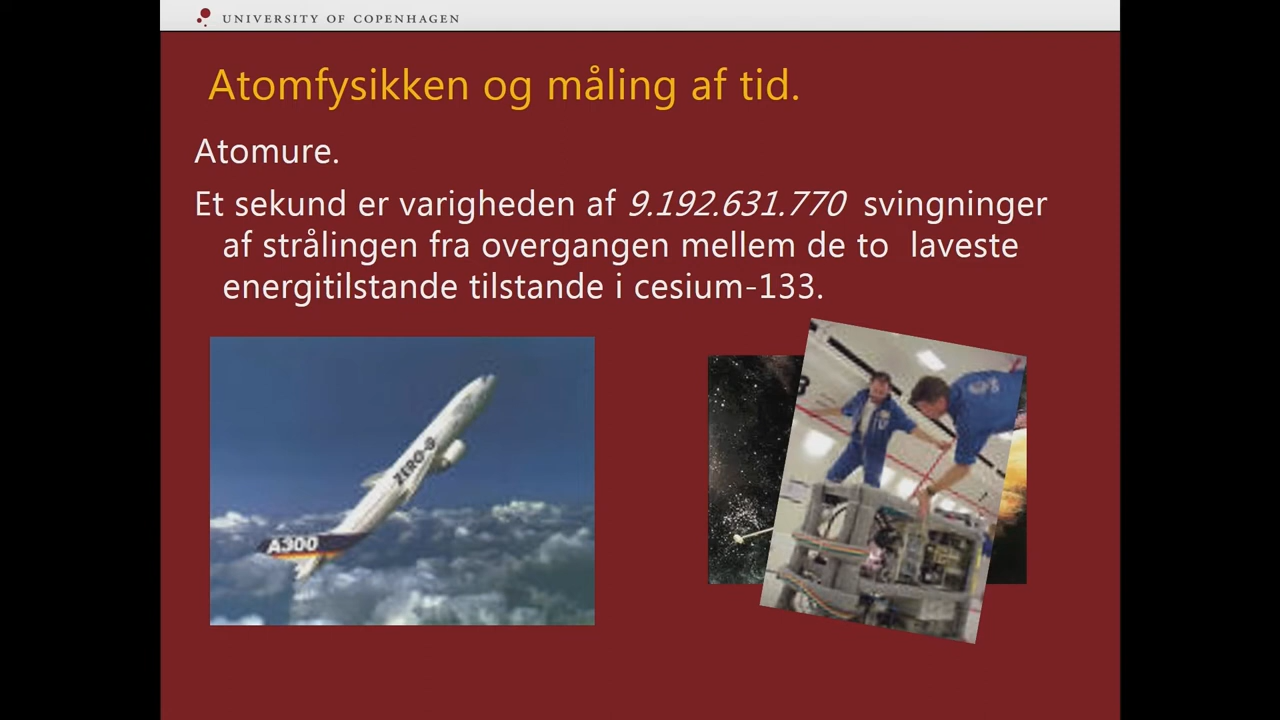 UNIVERSITY OF COPENHAGEN
Atomfysikken og måling af tid.
Atomure.
Et sekund er varigheden af 9.192.631.770 svingninger
af strålingen fra overgangen mellem de to laveste
energitilstande tilstande i cesium-133.
ZERO-G
A300